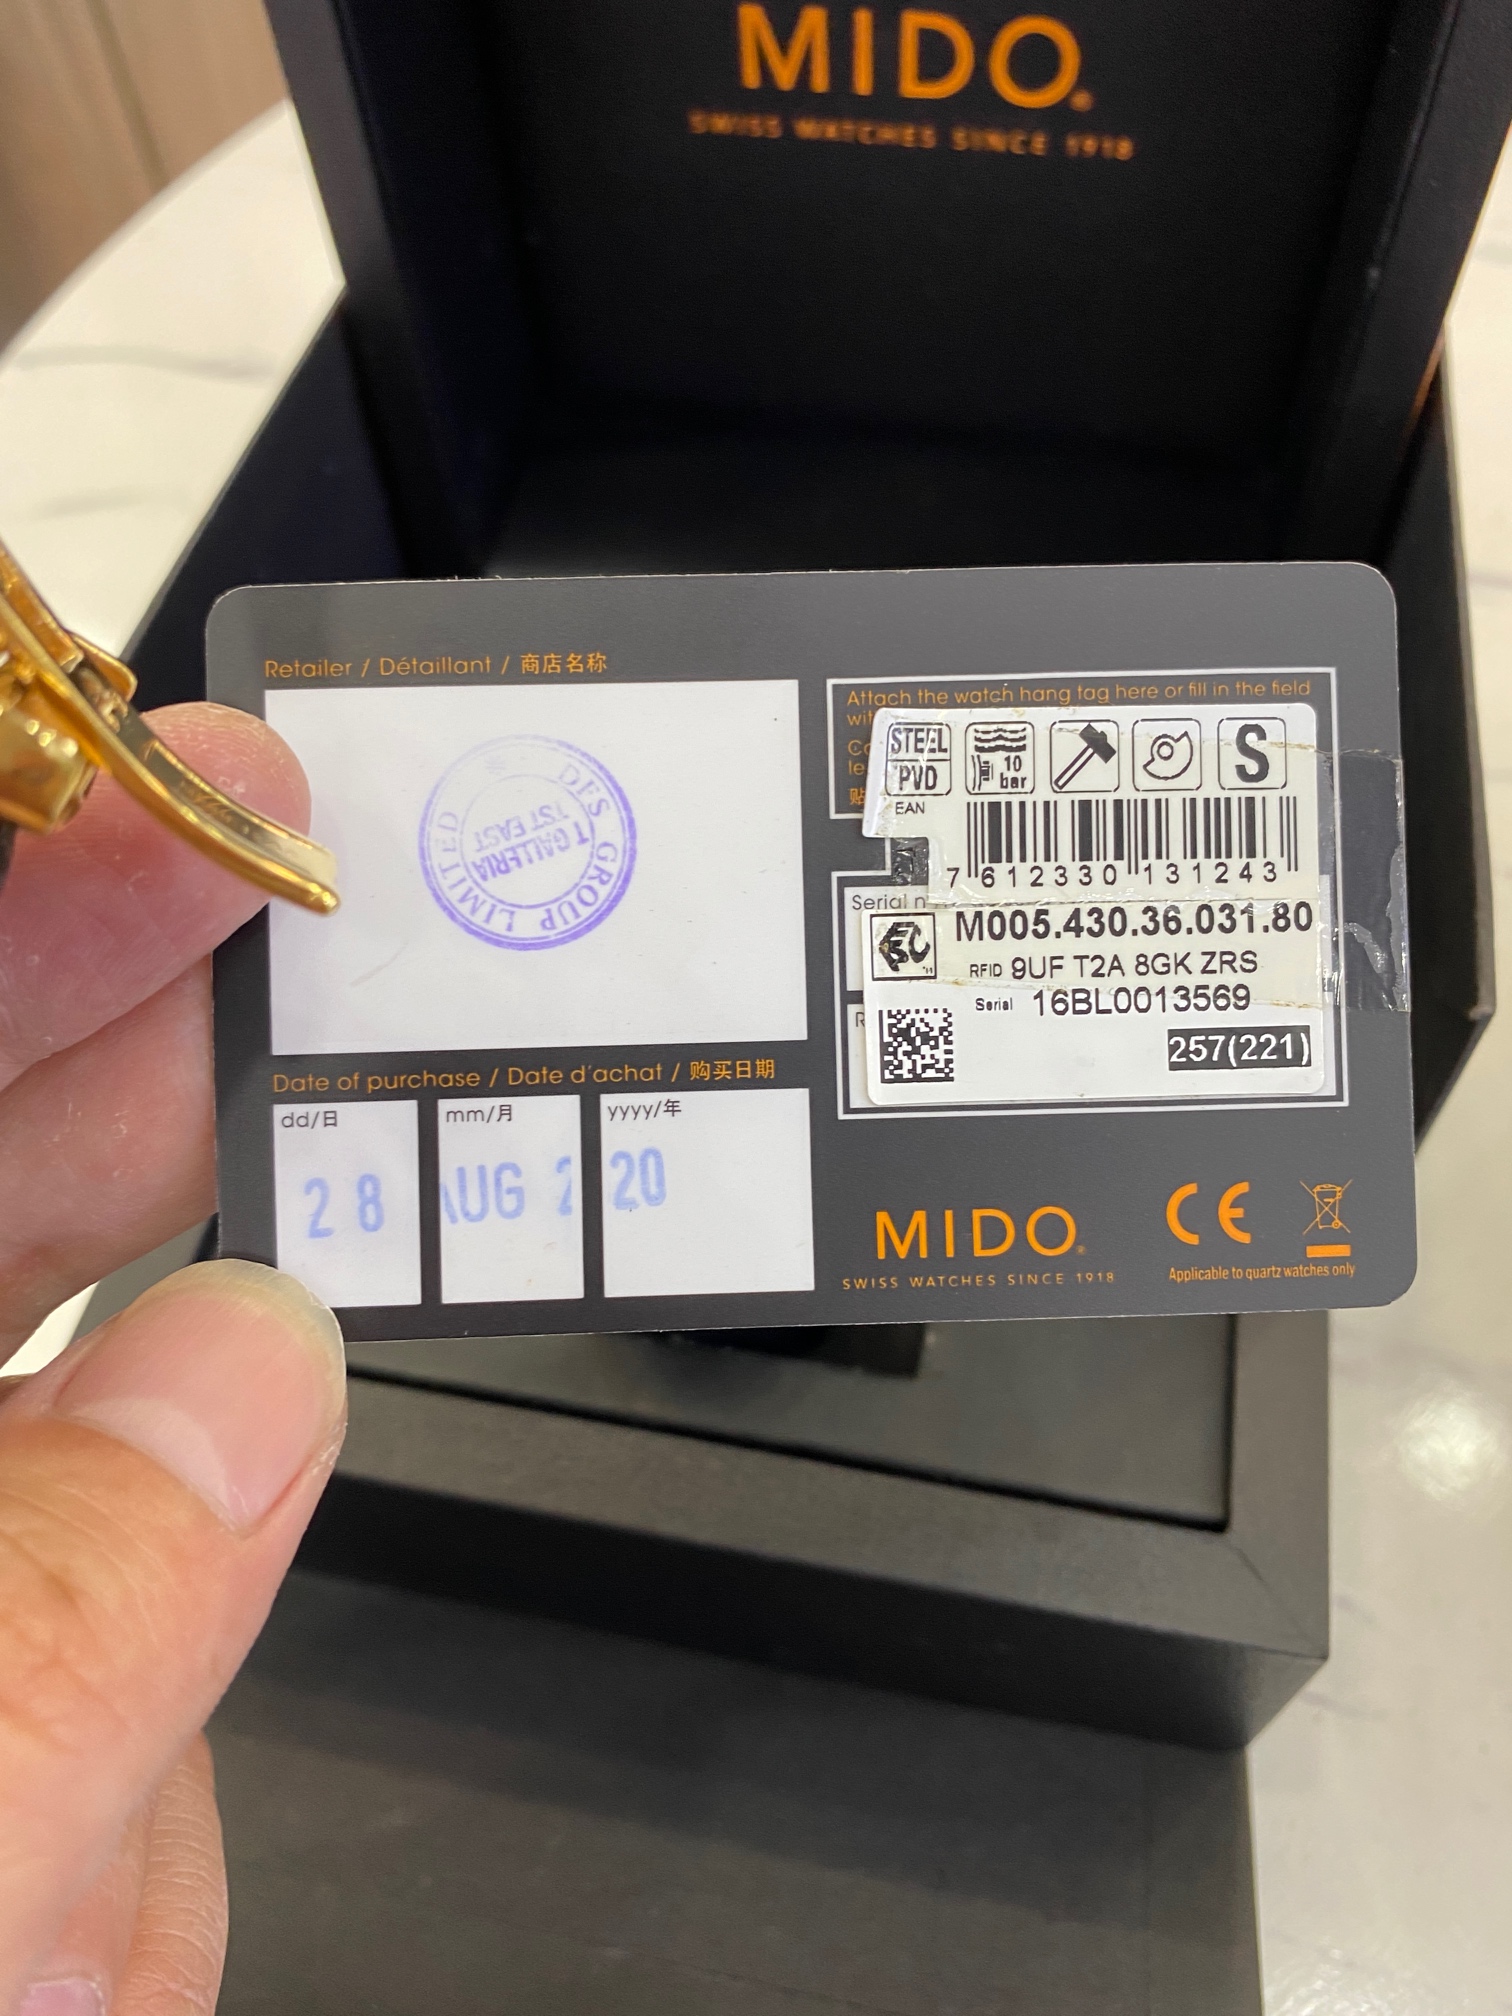 MIDO
SWISS WATCHES SINCE 1918
Retailer / Détaillant / 商店名称
DFS GROUP LIMITED
T GALLERIA
TST EAST
Date of purchase / Date d'achat / 购买日期
dd/日
mm/月
yyyy/年
28
AUG 2
20
Attach the watch hang tag here or fill in the field
STEEL
PVD
10
bar
S
EAN
7 612330 131243
Serial
M005.430.36.031.80
RFID 9UF T2A 8GK ZRS
Serial 16BL0013569
257(221)
MIDO
SWISS WATCHES SINCE 1918
CE
Applicable to quartz watches only